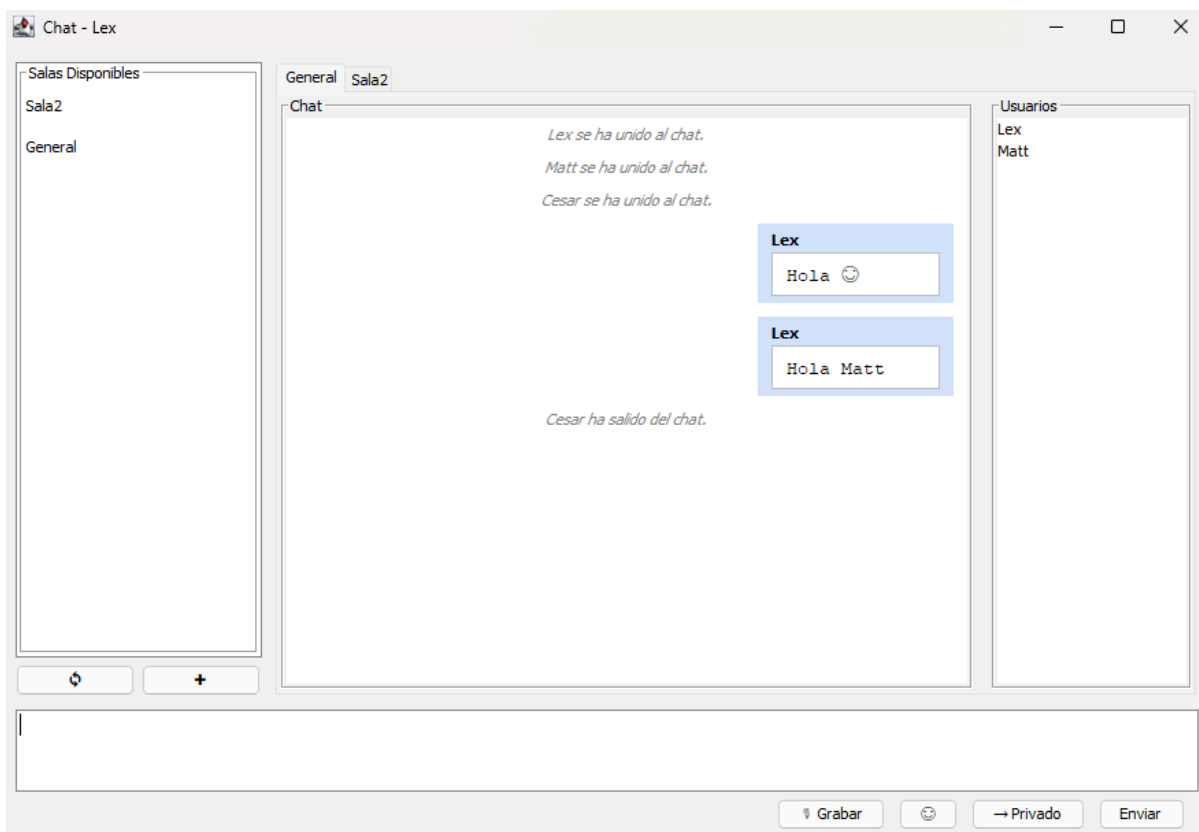 Chat - Lex
Salas Disponibles
Sala2
General
General Sala2
Chat
Lex se ha unido al chat.
Matt se ha unido al chat.
Cesar se ha unido al chat.
Lex
Hola ☺
Lex
Hola Matt
Cesar ha salido del chat.
Usuarios
Lex
Matt
+
Grabar ☺ → Privado Enviar